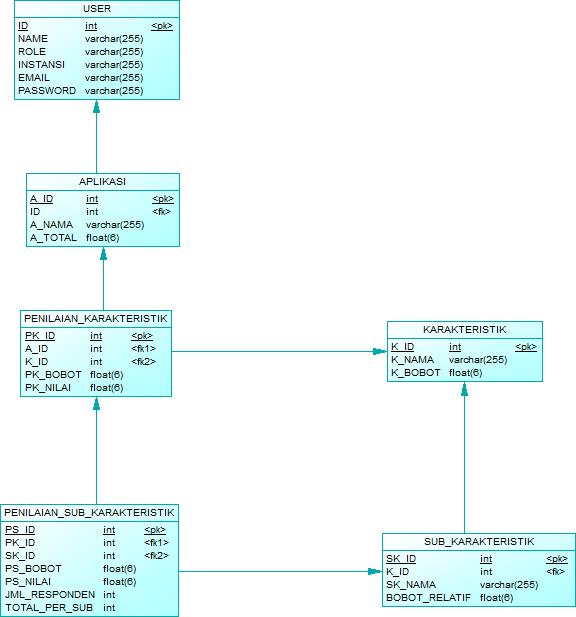 USER
ID int <pk>
NAME varchar(255)
ROLE varchar(255)
INSTANSI varchar(255)
EMAIL varchar(255)
PASSWORD varchar(255)
APLIKASI
A_ID int <pk>
ID int <fk>
A_NAMA varchar(255)
A_TOTAL float(6)
PENILAIAN_KARAKTERISTIK
PK_ID int <pk>
A_ID int <fk1>
K_ID int <fk2>
PK_BOBOT float(6)
PK_NILAI float(6)
KARAKTERISTIK
K_ID int <pk>
K_NAMA varchar(255)
K_BOBOT float(6)
PENILAIAN_SUB_KARAKTERISTIK
PS_ID int <pk>
PK_ID int <fk1>
SK_ID int <fk2>
PS_BOBOT float(6)
PS_NILAI float(6)
JML_RESPONDEN int
TOTAL_PER_SUB int
SUB_KARAKTERISTIK
SK_ID int <pk>
K_ID int <fk>
SK_NAMA varchar(255)
BOBOT_RELATIF float(6)